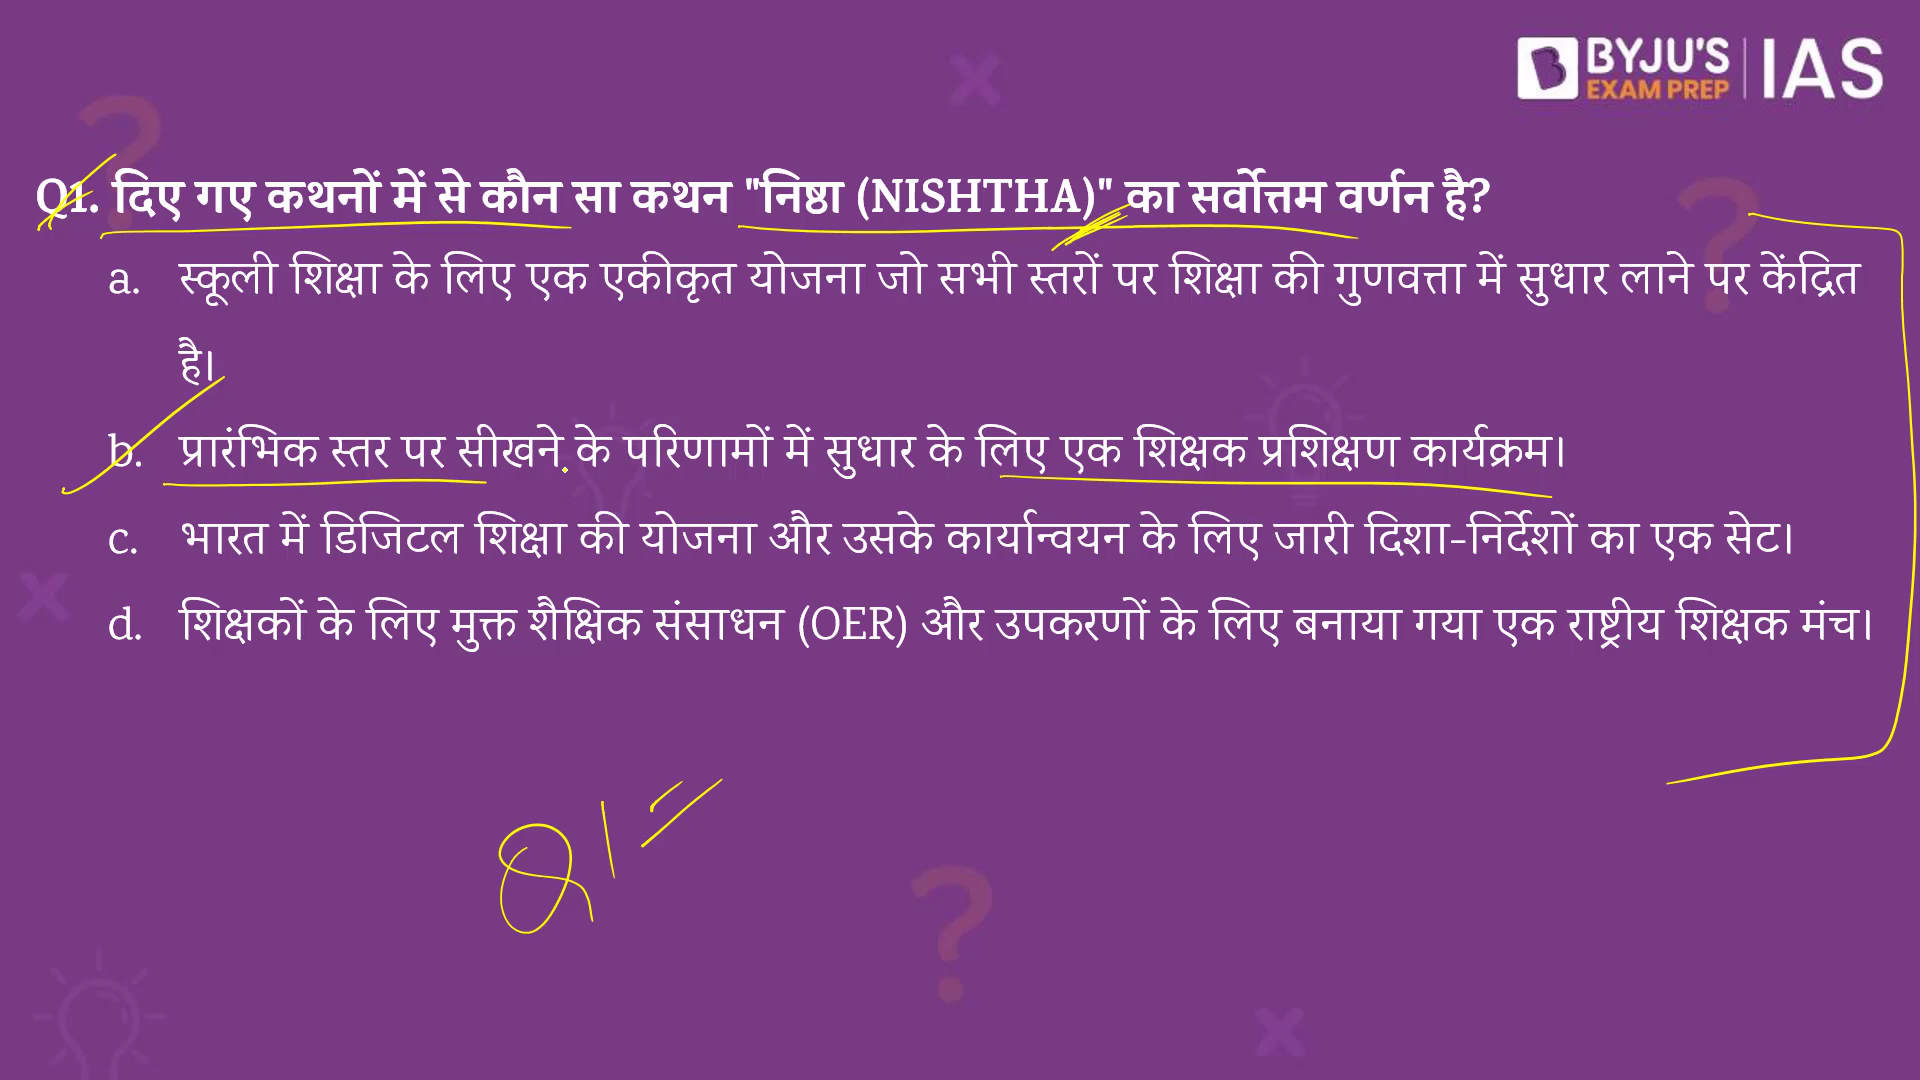 BYJU'S
EXAM PREP
IAS
Q1. दिए गए कथनों में से कौन सा कथन "निष्ठा (NISHTHA)" का सर्वोत्तम वर्णन है?
a. स्कूली शिक्षा के लिए एक एकीकृत योजना जो सभी स्तरों पर शिक्षा की गुणवत्ता में सुधार लाने पर केंद्रित
है।
b. प्रारंभिक स्तर पर सीखने के परिणामों में सुधार के लिए एक शिक्षक प्रशिक्षण कार्यक्रम।
c. भारत में डिजिटल शिक्षा की योजना और उसके कार्यान्वयन के लिए जारी दिशा-निर्देशों का एक सेट।
d. शिक्षकों के लिए मुक्त शैक्षिक संसाधन (OER) और उपकरणों के लिए बनाया गया एक राष्ट्रीय शिक्षक मंच।